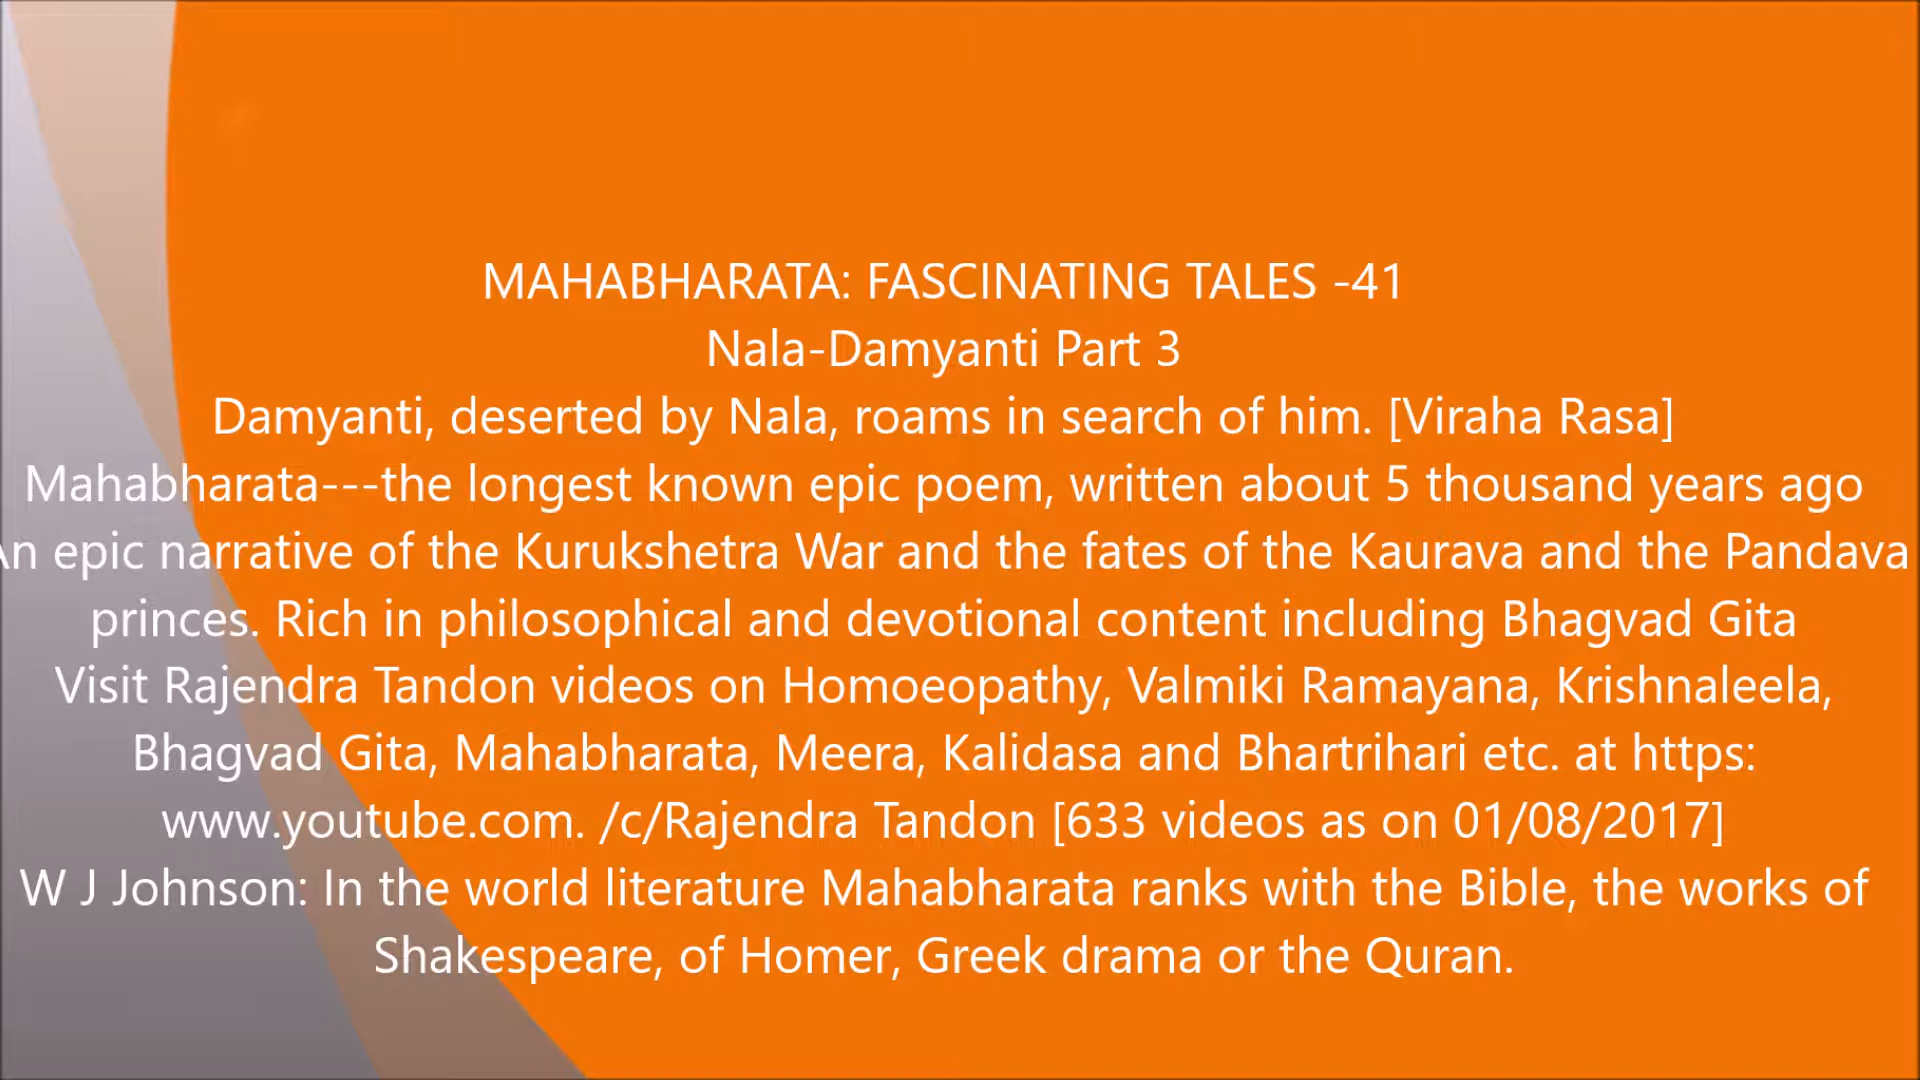 MAHABHARATA: FASCINATING TALES -41
Nala-Damyanti Part 3
Damyanti, deserted by Nala, roams in search of him. [Viraha Rasa]
Mahabharata---the longest known epic poem, written about 5 thousand years ago
An epic narrative of the Kurukshetra War and the fates of the Kaurava and the Pandava
princes. Rich in philosophical and devotional content including Bhagvad Gita
Visit Rajendra Tandon videos on Homoeopathy, Valmiki Ramayana, Krishnaleela,
Bhagvad Gita, Mahabharata, Meera, Kalidasa and Bhartrihari etc. at https:
www.youtube.com. /c/Rajendra Tandon [633 videos as on 01/08/2017]
W J Johnson: In the world literature Mahabharata ranks with the Bible, the works of
Shakespeare, of Homer, Greek drama or the Quran.